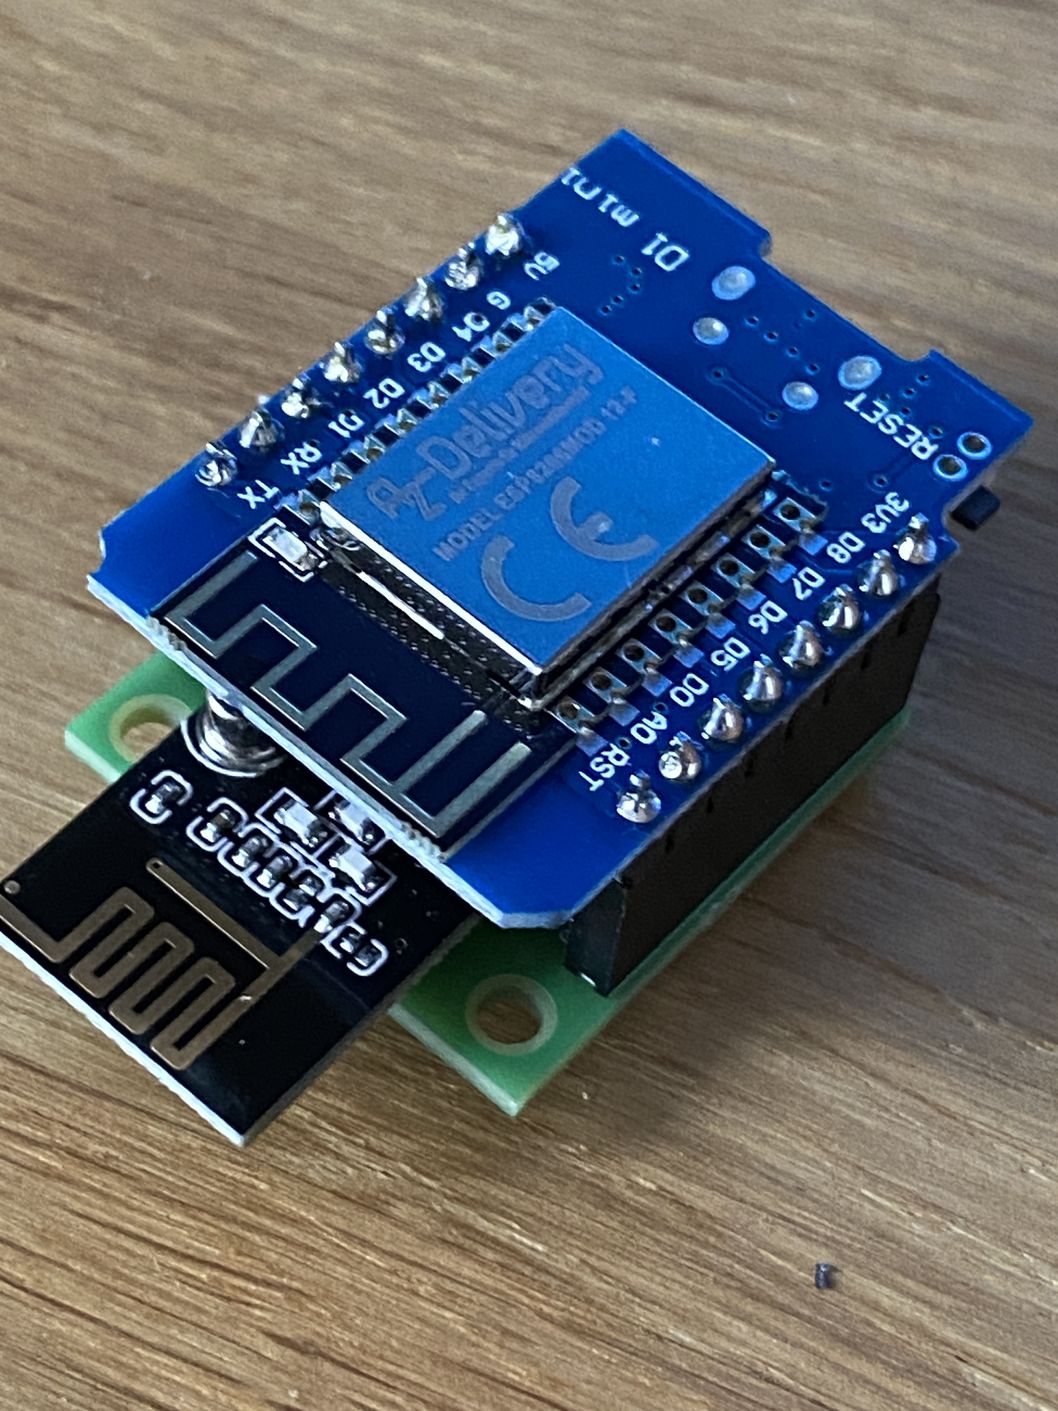 D1 mini
5V
G
D4
D3
D2
D1
RX
TX
AZ-Delivery
MODEL ESP8266MOD 12-F
CE
RESET
3V3
D8
D7
D6
D5
D0
A0
RST